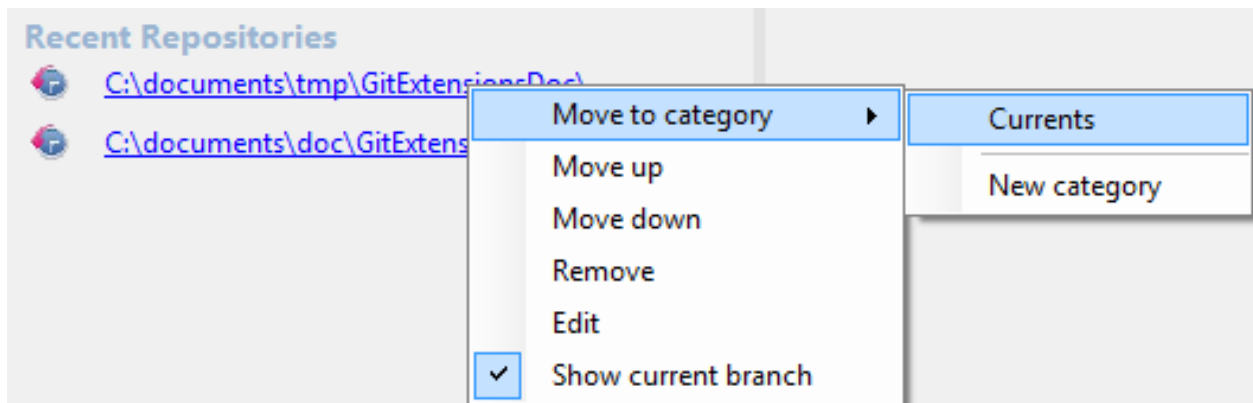 Recent Repositories
C:\documents\tmp\GitExtensionsDoc\
Move to category
Currents
C:\documents\doc\GitExtens
Move up
New category
Move down
Remove
Edit
Show current branch